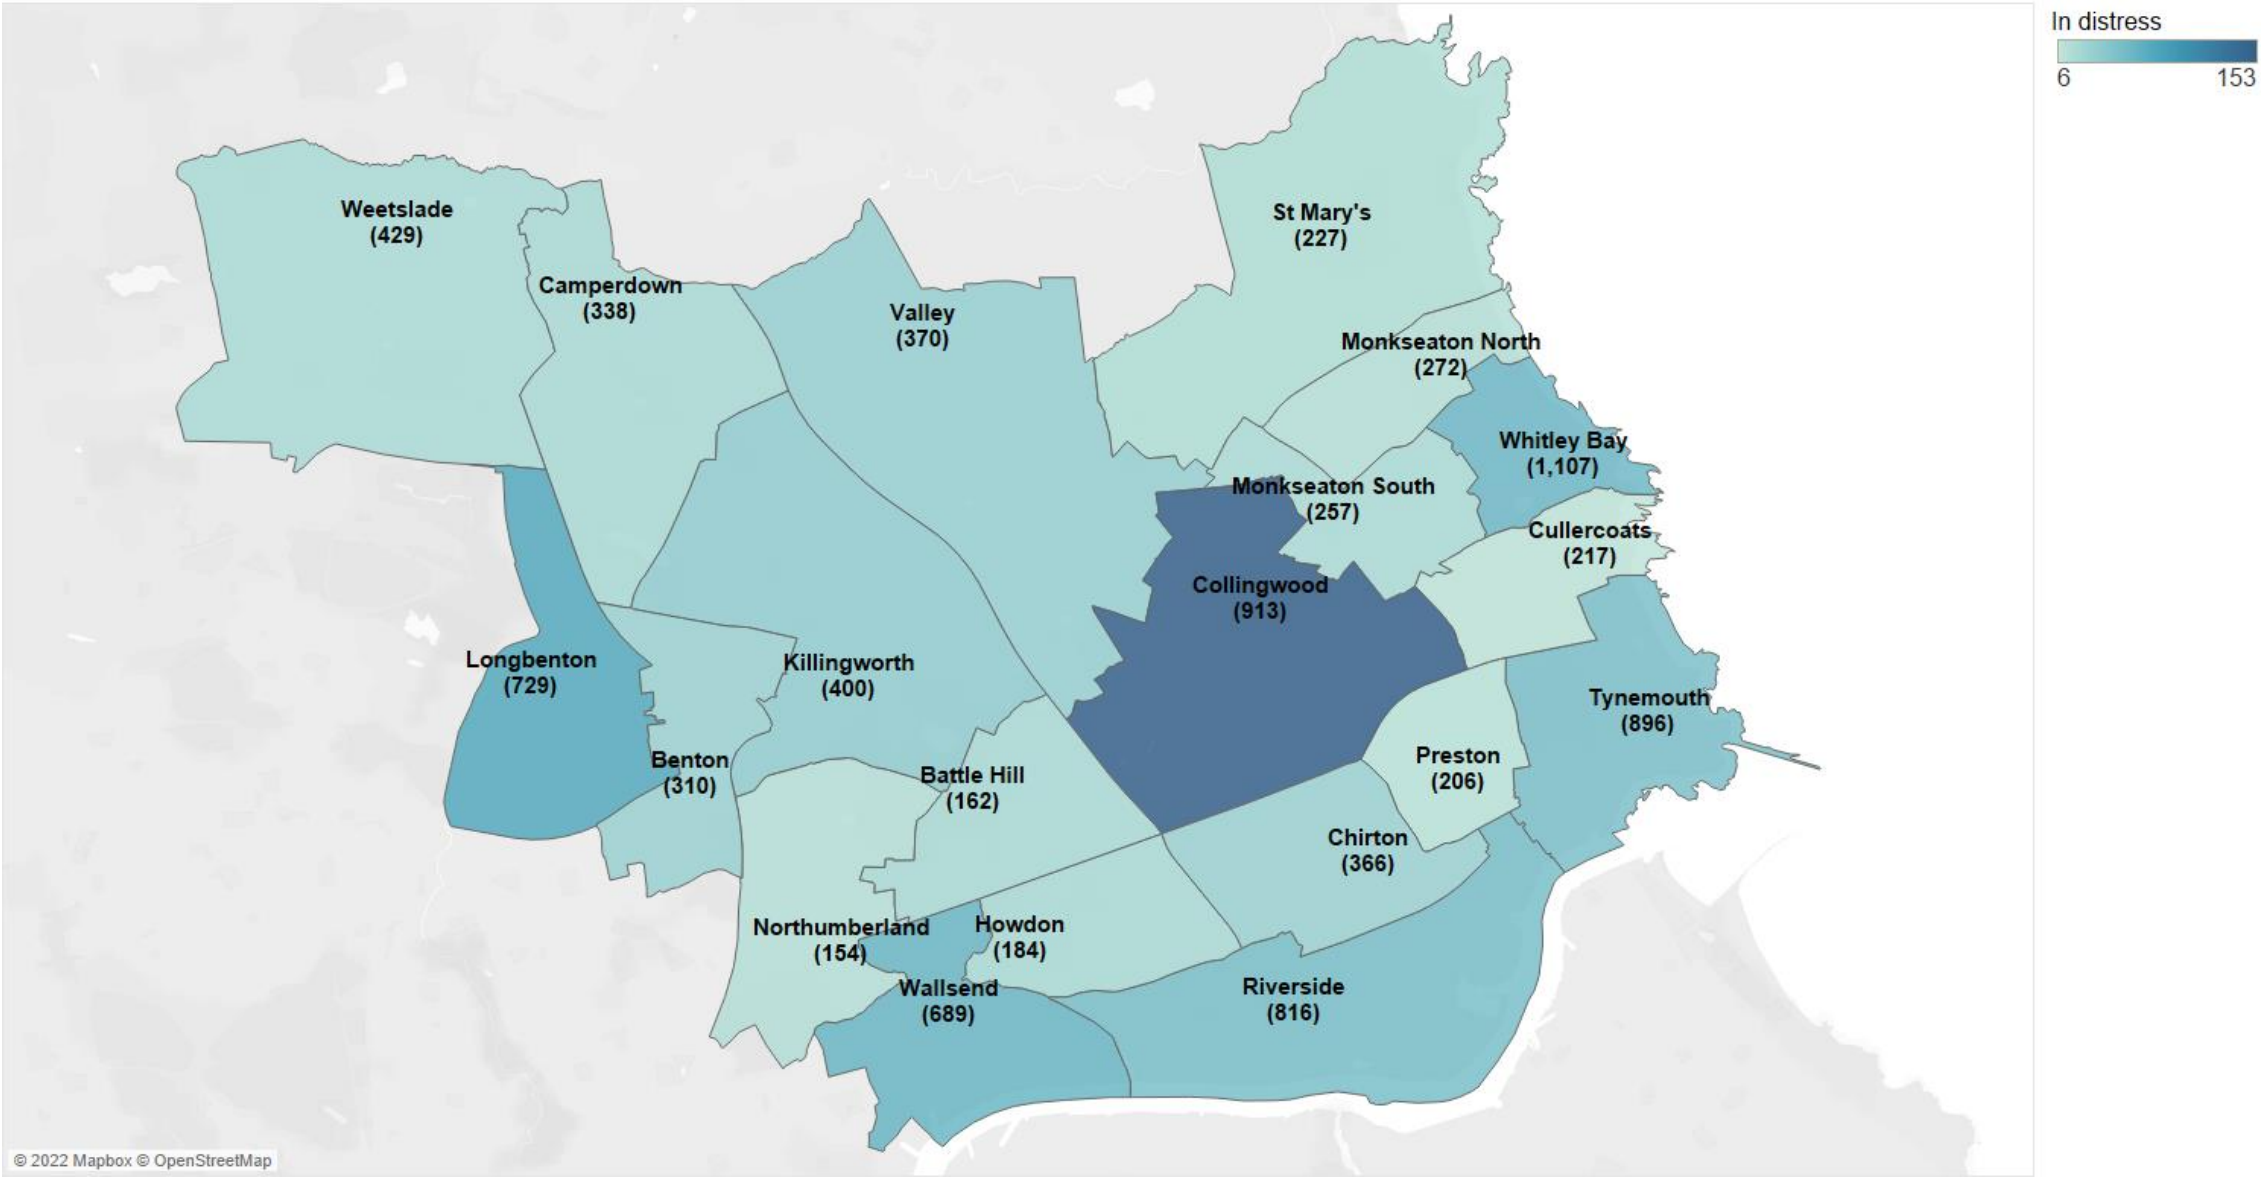 In distress
6 153
Weetslade
(429)
St Mary's
(227)
Camperdown
(338)
Valley
(370)
Monkseaton North
(272)
Whitley Bay
(1,107)
Monkseaton South
(257)
Cullercoats
(217)
Collingwood
(913)
Longbenton
(729)
Killingworth
(400)
Tynemouth
(896)
Benton
(310)
Battle Hill
(162)
Preston
(206)
Chirton
(366)
Northumberland
(154)
Howdon
(184)
Wallsend
(689)
Riverside
(816)
© 2022 Mapbox © OpenStreetMap